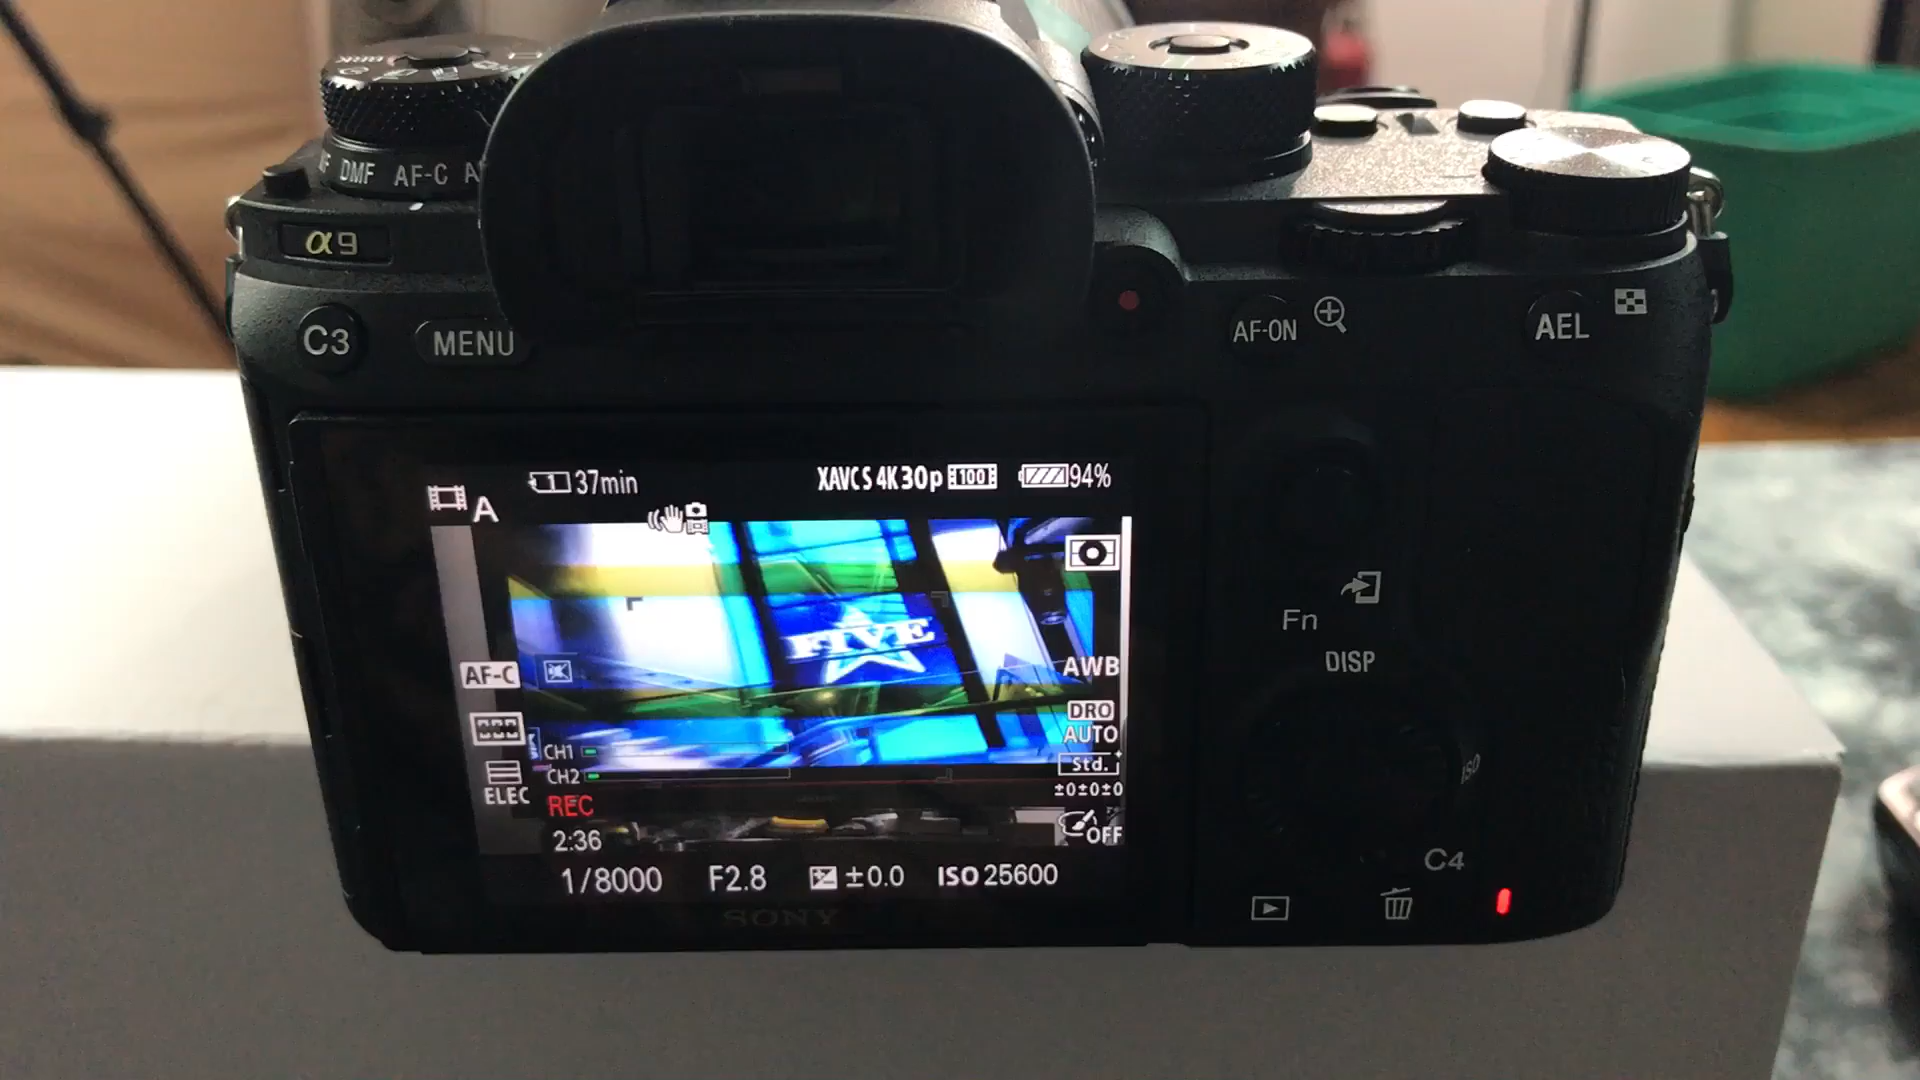 DMF AF-C
α9
C3 MENU
AF-ON AEL
1 37min XAVC S 4K 30p 100 94%
A
FIVE
AF-C AWB
DRO
AUTO
CH1
CH2
Std.
±0±0±0
ELEC
REC
OFF
2:36
1/8000 F2.8 ±0.0 ISO 25600
SONY
Fn
DISP
ISO
C4